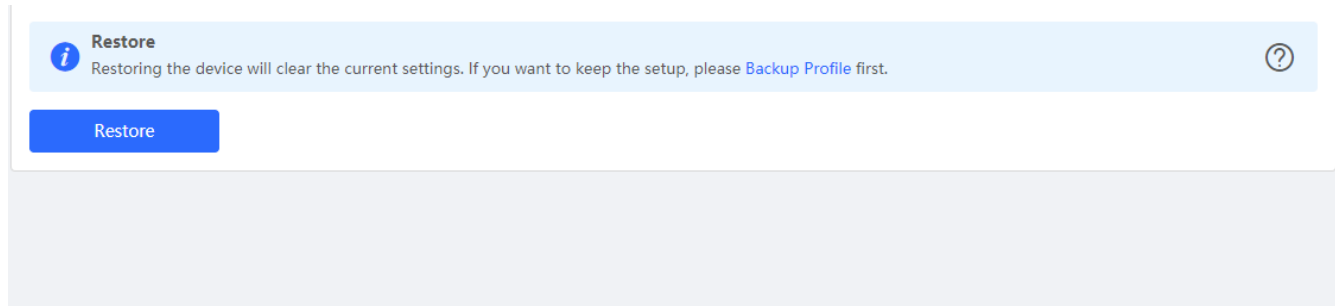 Restore
Restoring the device will clear the current settings. If you want to keep the setup, please Backup Profile first.
Restore